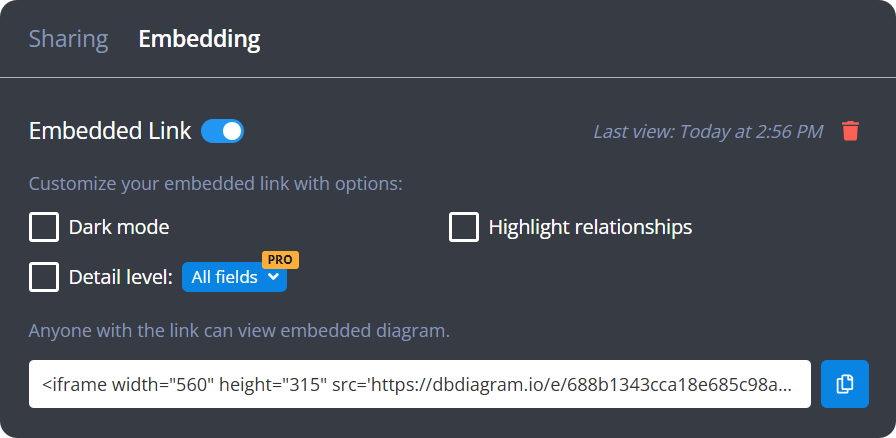 Sharing Embedding
Embedded Link Last view: Today at 2:56 PM
Customize your embedded link with options:
Dark mode Highlight relationships
PRO
Detail level: All fields
Anyone with the link can view embedded diagram.
<iframe width="560" height="315" src='https://dbdiagram.io/e/688b1343cca18e685c98a...